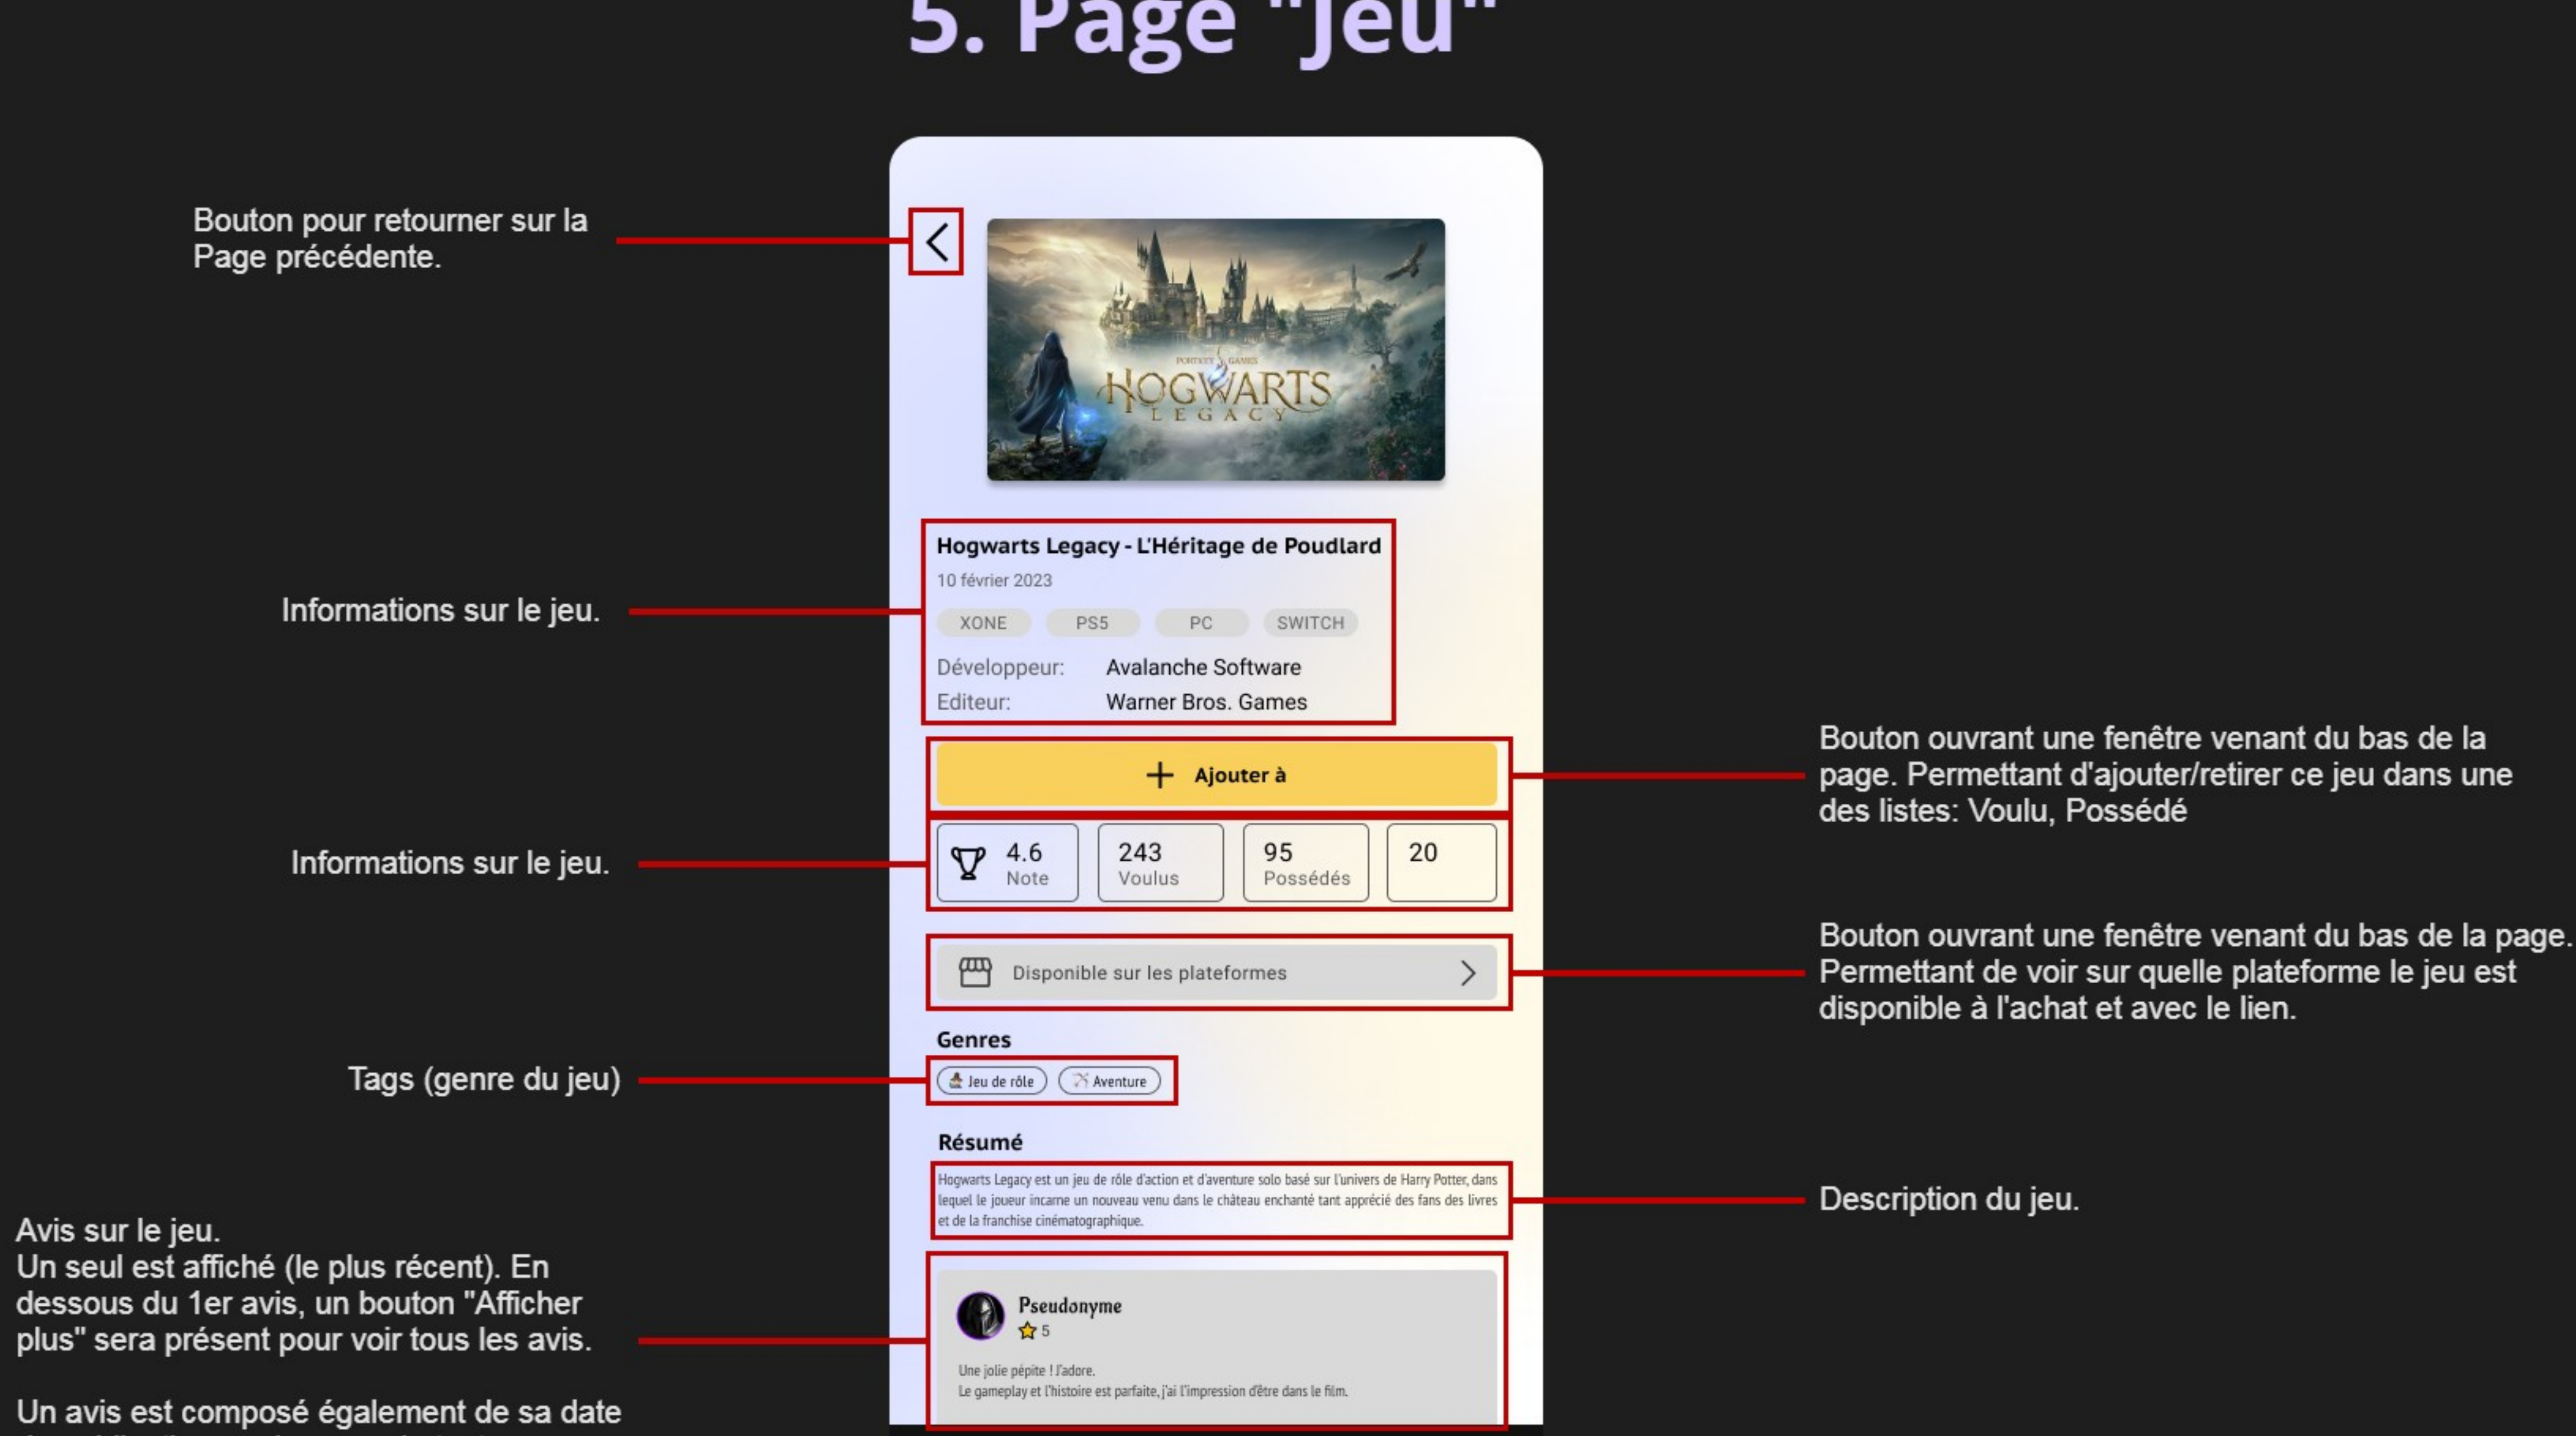 5. Page "Jeu"
Bouton pour retourner sur la
Page précédente.
PORTKEY GAMES
HOGWARTS
LEGACY
Informations sur le jeu.
Hogwarts Legacy - L'Héritage de Poudlard
10 février 2023
XONE PS5 PC SWITCH
Développeur: Avalanche Software
Editeur: Warner Bros. Games
+ Ajouter à
Bouton ouvrant une fenêtre venant du bas de la
page. Permettant d'ajouter/retirer ce jeu dans une
des listes: Voulu, Possédé
Informations sur le jeu.
4.6 243 95 20
Note Voulus Possédés
Disponible sur les plateformes
Bouton ouvrant une fenêtre venant du bas de la page.
Permettant de voir sur quelle plateforme le jeu est
disponible à l'achat et avec le lien.
Genres
Tags (genre du jeu)
Jeu de rôle Aventure
Résumé
Hogwarts Legacy est un jeu de rôle d'action et d'aventure solo basé sur l'univers de Harry Potter, dans
lequel le joueur incarne un nouveau venu dans le château enchanté tant apprécié des fans des livres
et de la franchise cinématographique.
Description du jeu.
Avis sur le jeu.
Un seul est affiché (le plus récent). En
dessous du 1er avis, un bouton "Afficher
plus" sera présent pour voir tous les avis.
Un avis est composé également de sa date
Pseudonyme
5
Une jolie pépite ! J'adore.
Le gameplay et l'histoire est parfaite, j'ai l'impression d'être dans le film.